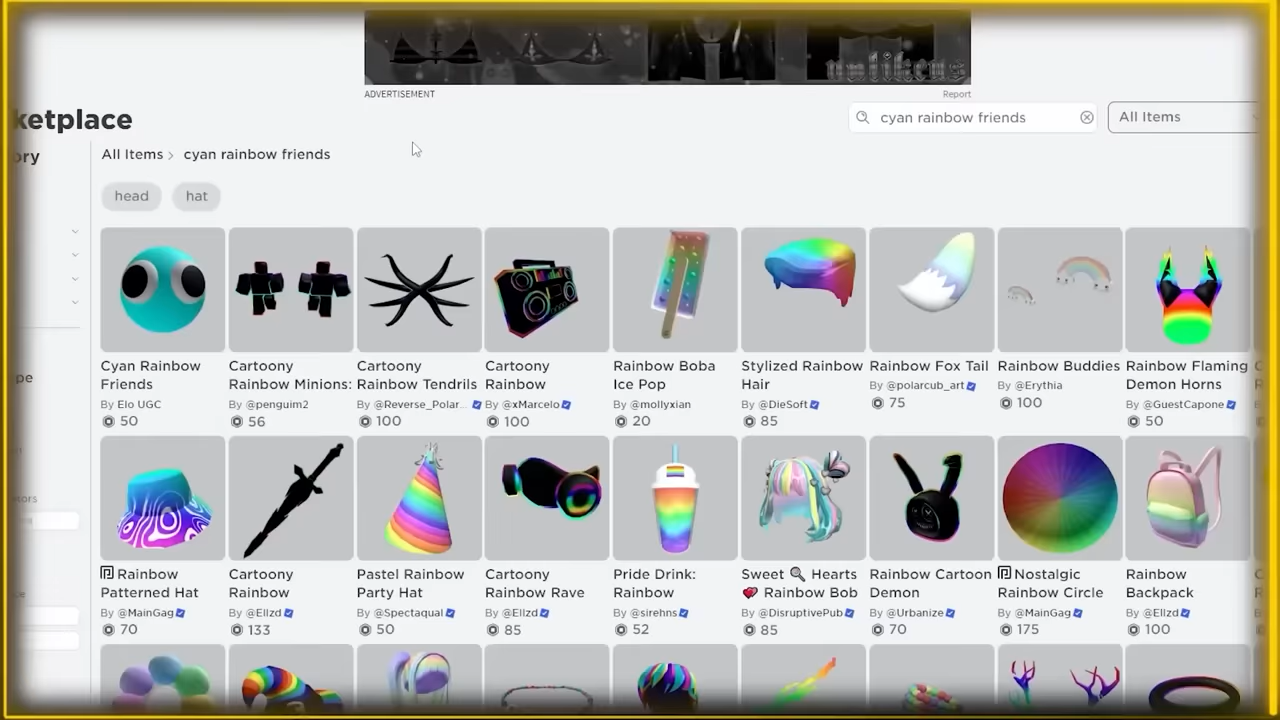 unlikens
ADVERTISEMENT
Report
ketplace
cyan rainbow friends
All Items
ory
All Items > cyan rainbow friends
head
hat
pe
Cyan Rainbow Friends
By Elo UGC
50
Cartoony Rainbow Minions:
By @penguim2
56
Cartoony Rainbow Tendrils
By @Reverse_Polar...
100
Cartoony Rainbow
By @xMarcelo
100
Rainbow Boba Ice Pop
By @mollyxian
20
Stylized Rainbow Hair
By @DieSoft
85
Rainbow Fox Tail
By @polarcub_art
75
Rainbow Buddies
By @Erythia
100
Rainbow Flaming Demon Horns
By @GuestCapone
50
Rainbow Patterned Hat
By @MainGag
70
Cartoony Rainbow
By @Ellzd
133
Pastel Rainbow Party Hat
By @Spectaqual
50
Cartoony Rainbow Rave
By @Ellzd
85
Pride Drink: Rainbow
By @sirehns
52
Sweet 🔍 Hearts 💖 Rainbow Bob
By @DisruptivePub
85
Rainbow Cartoon Demon
By @Urbanize
70
Nostalgic Rainbow Circle
By @MainGag
175
Rainbow Backpack
By @Ellzd
100